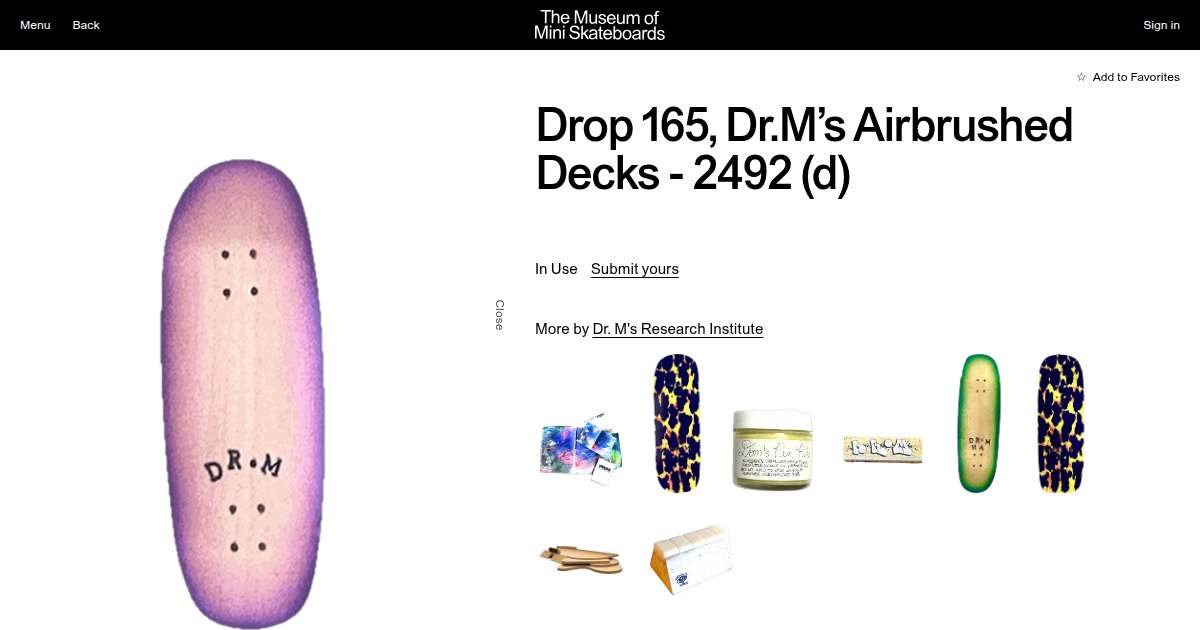 Menu
Back
The Museum of
Mini Skateboards
Sign in
☆ Add to Favorites
Drop 165, Dr.M’s Airbrushed
Decks - 2492 (d)
In Use
Submit yours
Close
More by Dr. M's Research Institute
DR•M
DR•M